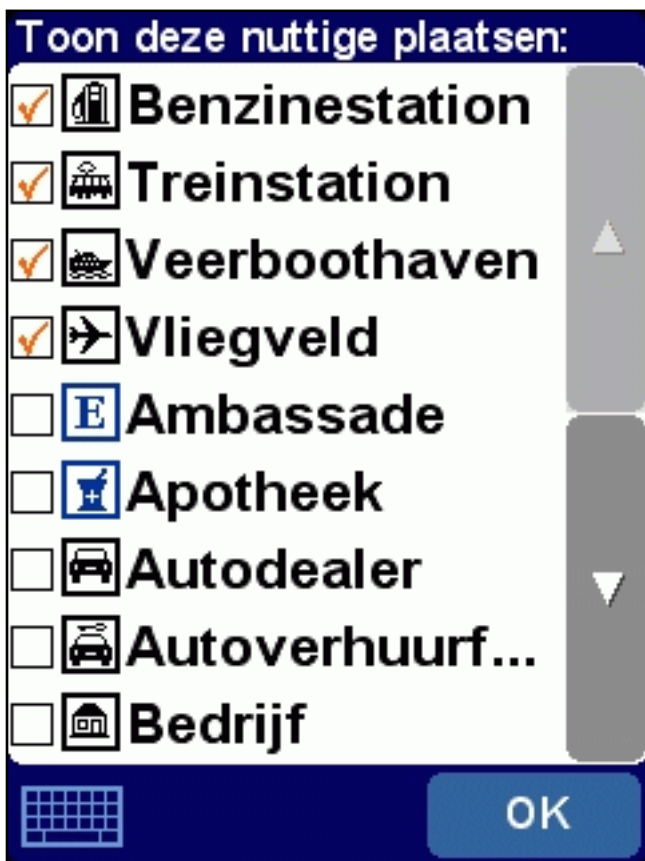 Toon deze nuttige plaatsen:
Benzinestation
Treinstation
Veerboothaven
Vliegveld
E Ambassade
Apotheek
Autodealer
Autoverhuurf...
Bedrijf
OK